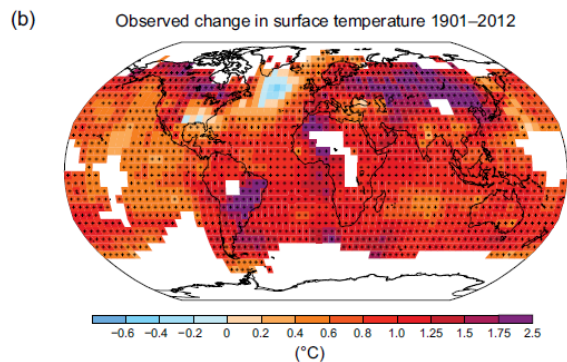 (b)
Observed change in surface temperature 1901–2012
−0.6 −0.4 −0.2 0 0.2 0.4 0.6 0.8 1.0 1.25 1.5 1.75 2.5
(°C)